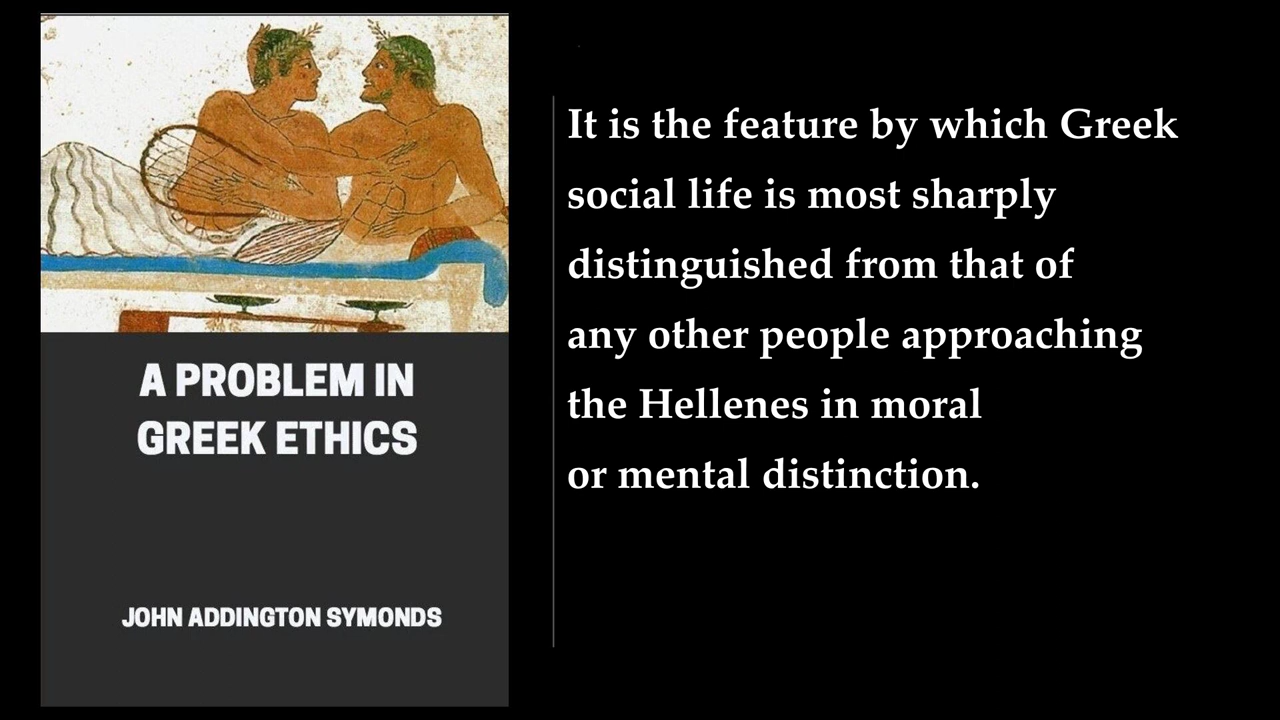 A PROBLEM IN
GREEK ETHICS
JOHN ADDINGTON SYMONDS
It is the feature by which Greek
social life is most sharply
distinguished from that of
any other people approaching
the Hellenes in moral
or mental distinction.